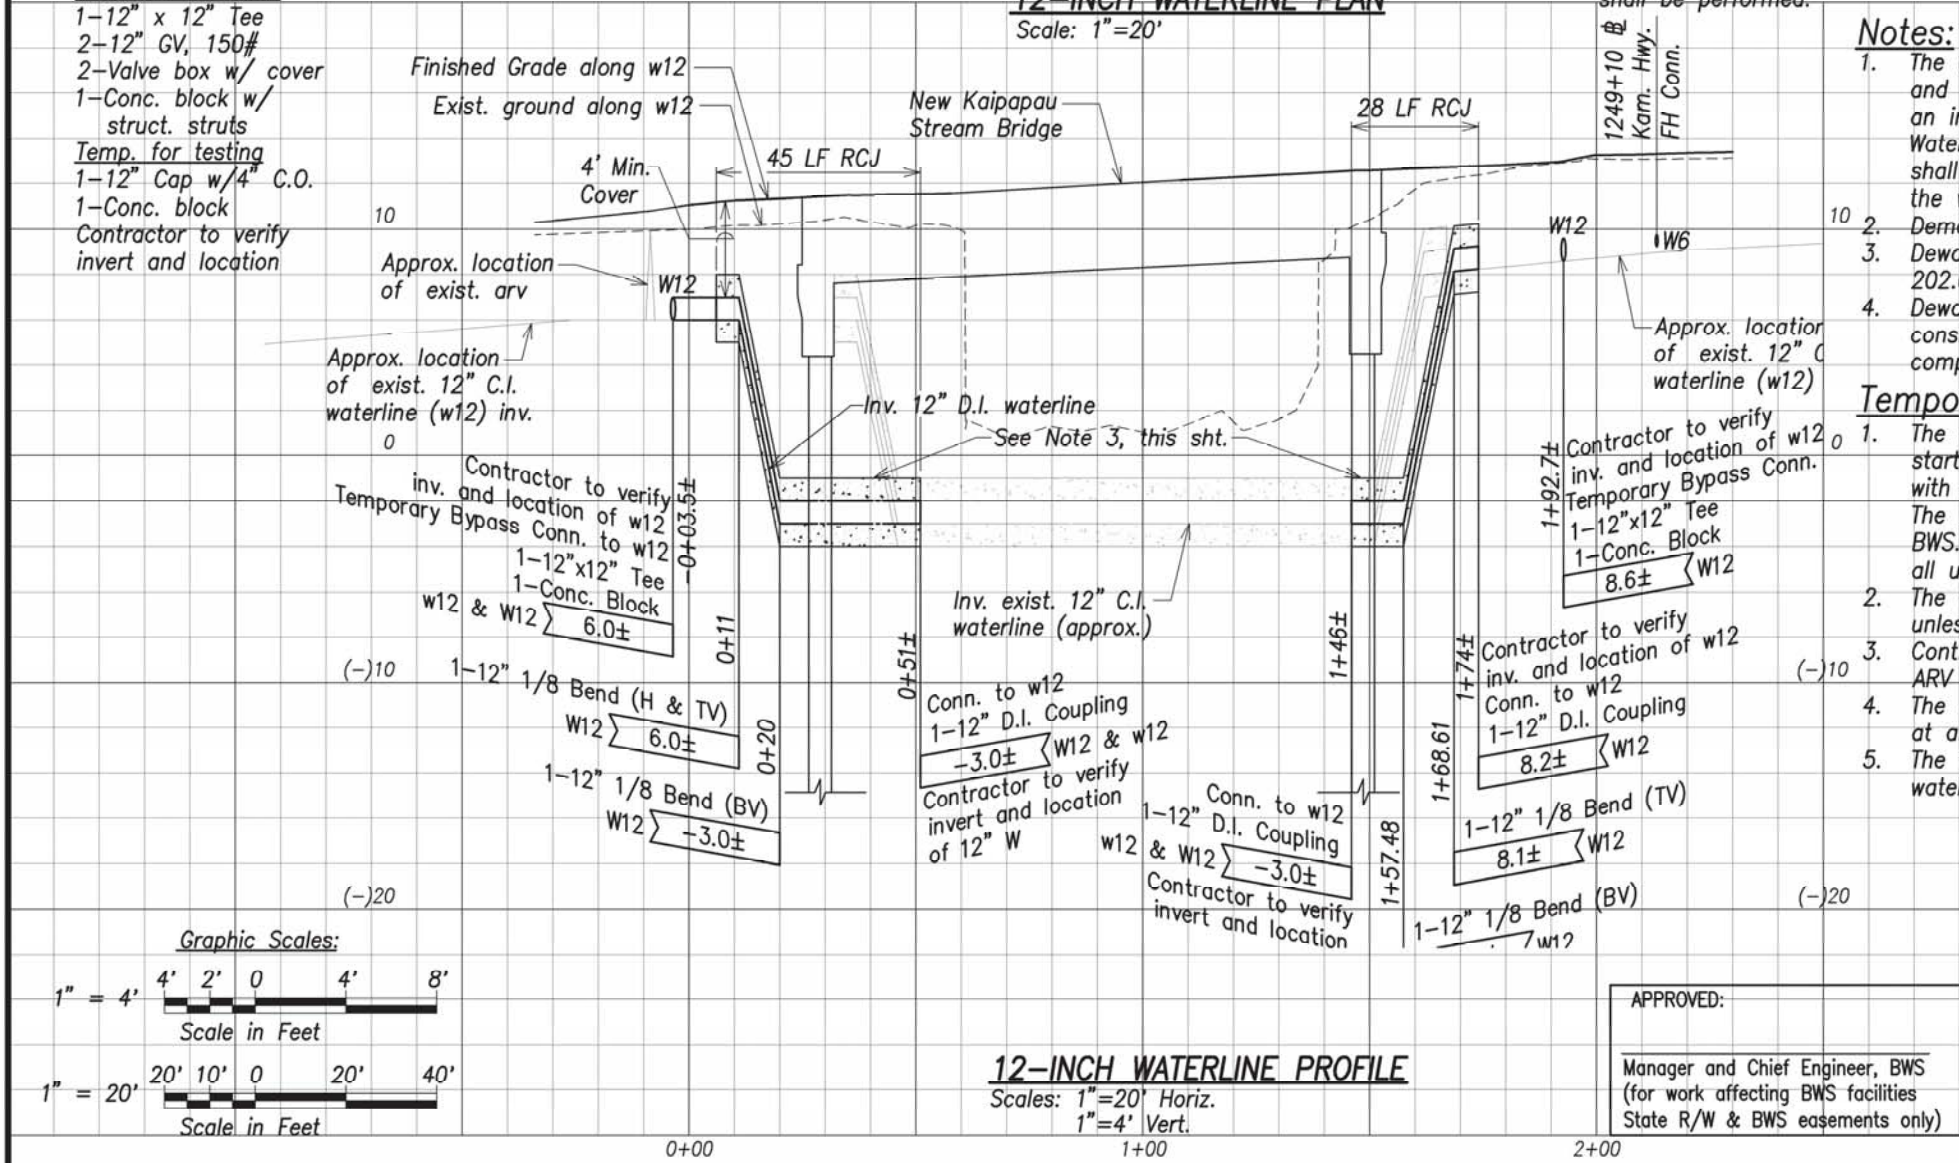 12-INCH WATERLINE PLAN
Scale: 1"=20'
shall be performed.
1-12" x 12" Tee
2-12" GV, 150#
2-Valve box w/ cover
1-Conc. block w/
struct. struts
Temp. for testing
1-12" Cap w/4" C.O.
1-Conc. block
Contractor to verify
invert and location
Finished Grade along w12
Exist. ground along w12
4' Min.
Cover
45 LF RCJ
New Kaipapau
Stream Bridge
28 LF RCJ
1249+10 ℄
Kam. Hwy.
FH Conn.
10
10
W12
W6
Approx. location
of exist. arv
W12
Approx. location
of exist. 12" C.I.
waterline (w12) inv.
Approx. location
of exist. 12" C
waterline (w12)
Inv. 12" D.I. waterline
See Note 3, this sht.
0
0
Contractor to verify
inv. and location of w12
Temporary Bypass Conn. to w12
1-12"x12" Tee
1-Conc. Block
w12 & W12
6.0±
-0+03.5±
1-12" 1/8 Bend (H & TV)
W12
6.0±
0+11
1-12" 1/8 Bend (BV)
W12
-3.0±
0+20
0+51±
Conn. to w12
1-12" D.I. Coupling
-3.0±
W12 & w12
Contractor to verify
invert and location
of 12" W
Inv. exist. 12" C.I.
waterline (approx.)
1+46±
Conn. to w12
1-12" D.I. Coupling
w12 & W12
-3.0±
Contractor to verify
invert and location
1+57.48
1-12" 1/8 Bend (BV)
W12
1+68.61
1-12" 1/8 Bend (TV)
8.1±
W12
1+74±
Contractor to verify
inv. and location of w12
Conn. to w12
1-12" D.I. Coupling
8.2±
W12
1+92.7±
Contractor to verify
inv. and location of w12
Temporary Bypass Conn.
1-12"x12" Tee
1-Conc. Block
8.6±
W12
(-)10
(-)10
(-)20
(-)20
Notes:
1. The
and
an in
Water
shall
the
2.
3. Dewa
202.
4. Dewa
cons
comp
Tempo
1. The
start
with
The
BWS.
all u
2. The
unles
3. Cont
ARV
4. The
at a
5. The
wate
Graphic Scales:
4' 2' 0 4' 8'
1" = 4'
Scale in Feet
20' 10' 0 20' 40'
1" = 20'
Scale in Feet
12-INCH WATERLINE PROFILE
Scales: 1"=20' Horiz.
1"=4' Vert.
0+00
1+00
2+00
APPROVED:
Manager and Chief Engineer, BWS
(for work affecting BWS facilities
State R/W & BWS easements only)